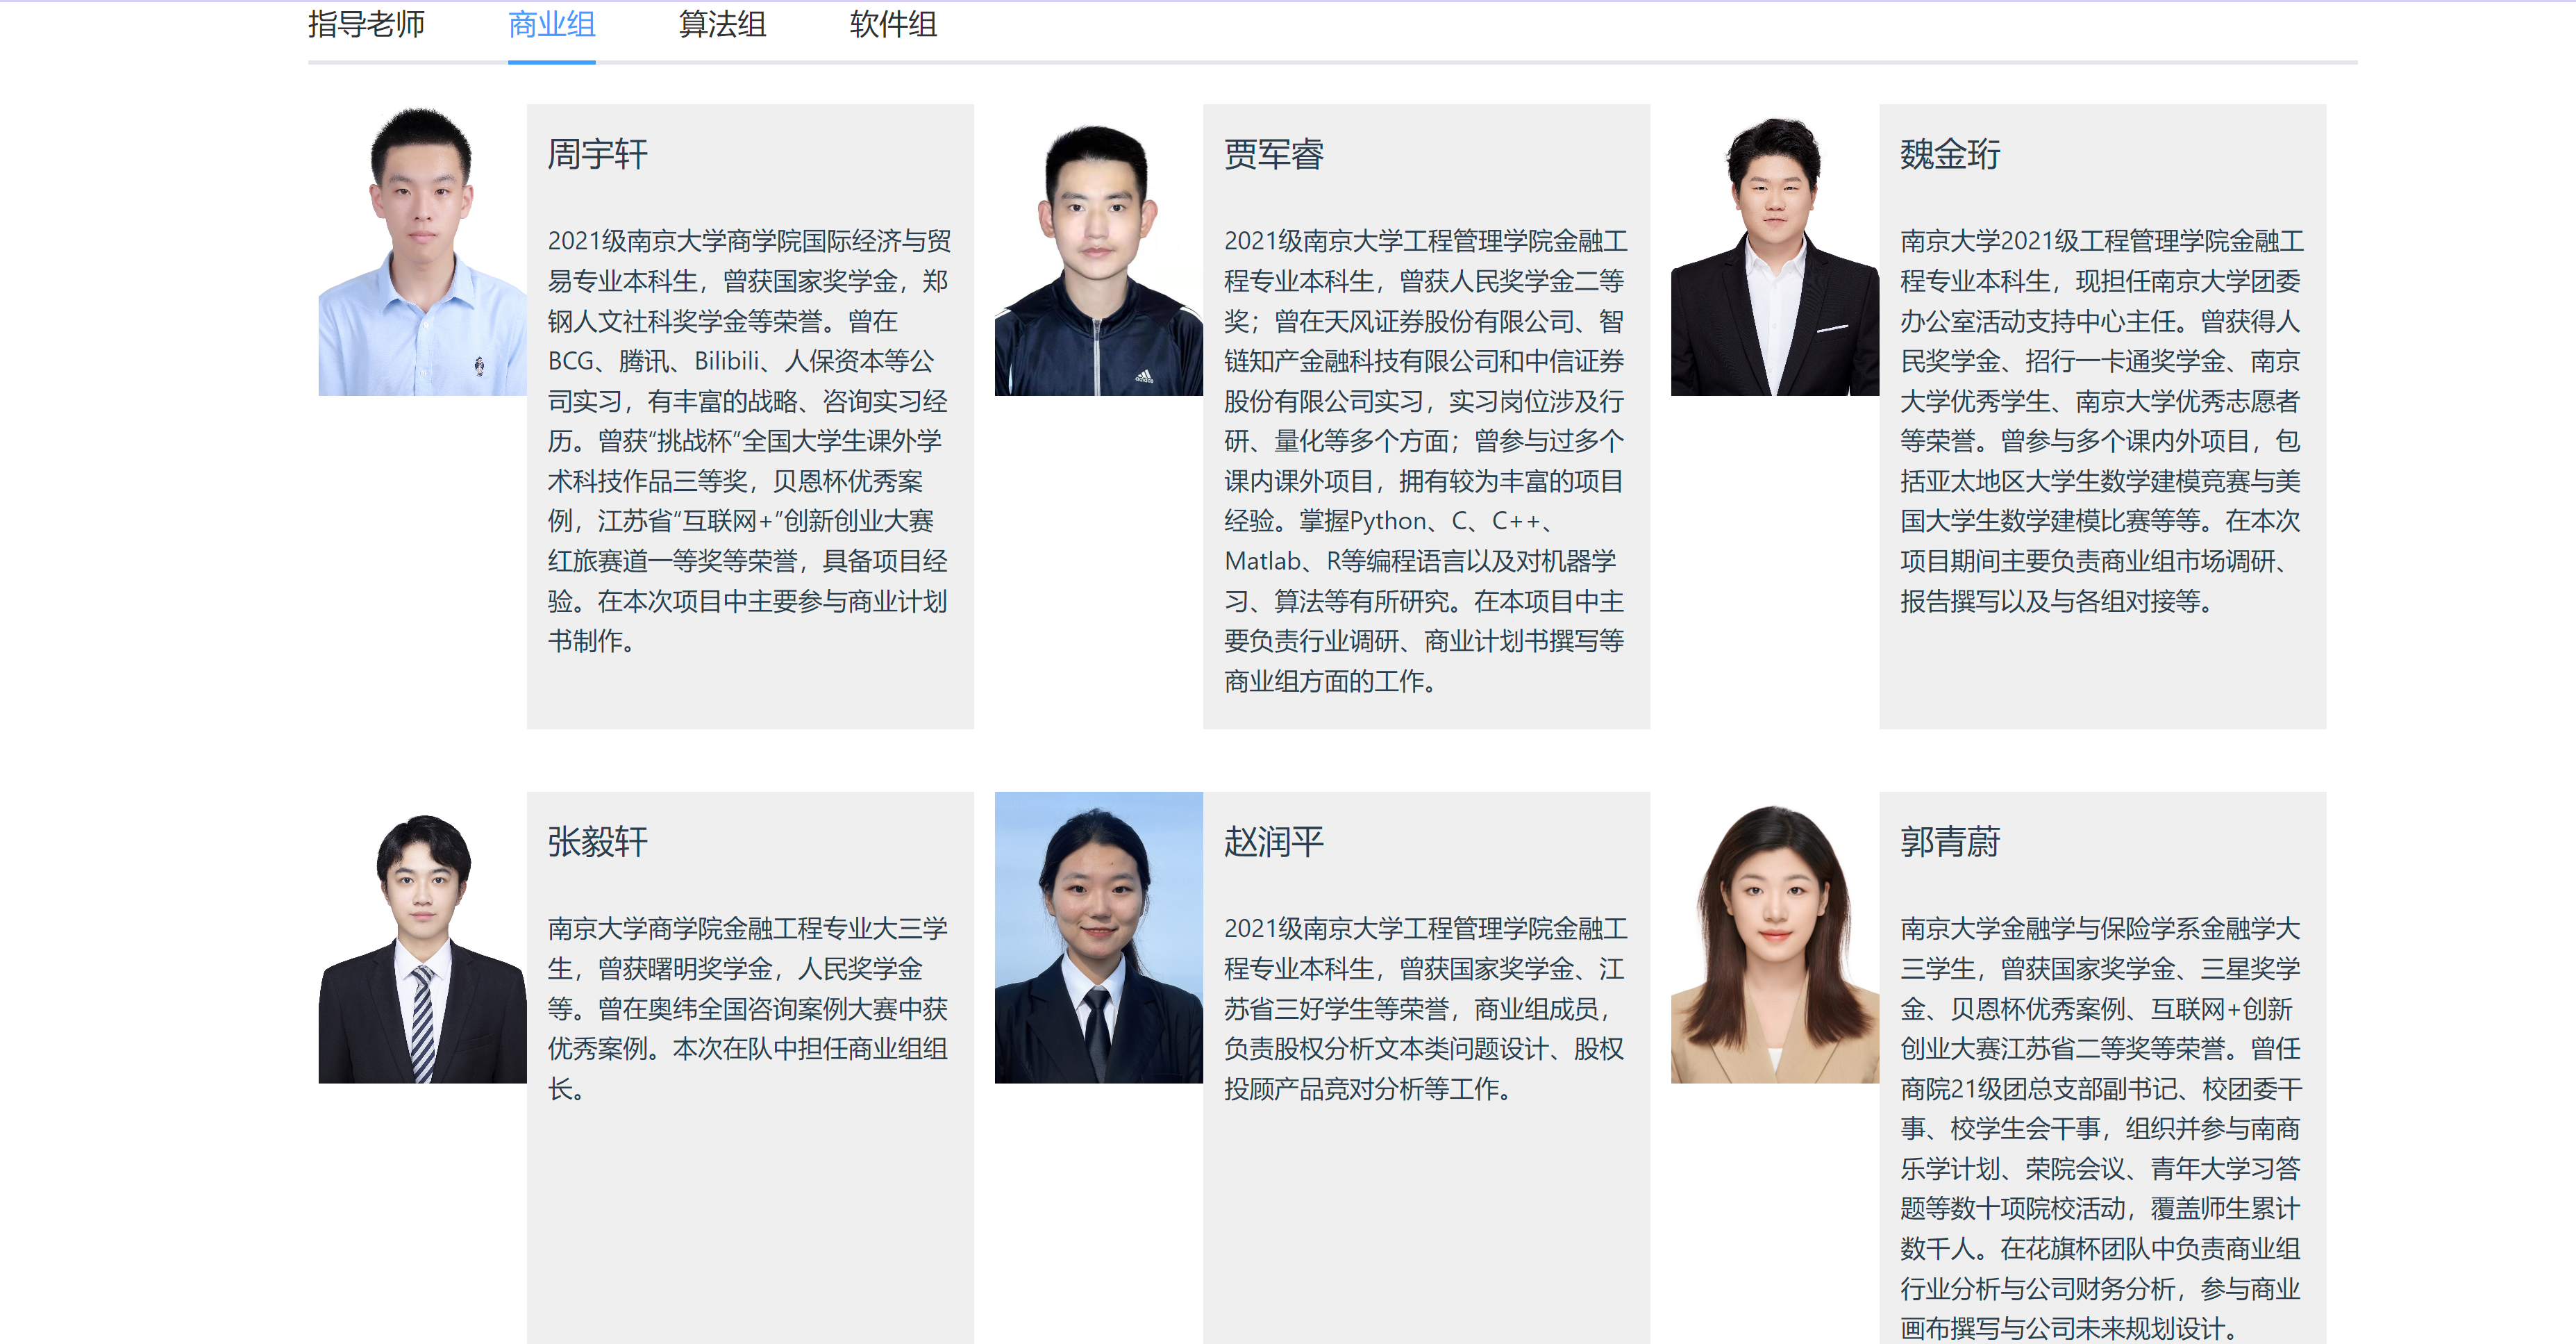 指导老师
商业组
算法组
软件组
周宇轩
2021级南京大学商学院国际经济与贸
易专业本科生，曾获国家奖学金，郑
钢人文社科奖学金等荣誉。曾在
BCG、腾讯、Bilibili、人保资本等公
司实习，有丰富的战略、咨询实习经
历。曾获“挑战杯”全国大学生课外学
术科技作品三等奖，贝恩杯优秀案
例，江苏省“互联网+”创新创业大赛
红旅赛道一等奖等荣誉，具备项目经
验。在本次项目中主要参与商业计划
书制作。
贾军睿
2021级南京大学工程管理学院金融工
程专业本科生，曾获人民奖学金二等
奖；曾在天风证券股份有限公司、智
链知产金融科技有限公司和中信证券
股份有限公司实习，实习岗位涉及行
研、量化等多个方面；曾参与过多个
课内课外项目，拥有较为丰富的项目
经验。掌握Python、C、C++、
Matlab、R等编程语言以及对机器学
习、算法等有所研究。在本项目中主
要负责行业调研、商业计划书撰写等
商业组方面的工作。
adidas
魏金珩
南京大学2021级工程管理学院金融工
程专业本科生，现担任南京大学团委
办公室活动支持中心主任。曾获得人
民奖学金、招行一卡通奖学金、南京
大学优秀学生、南京大学优秀志愿者
等荣誉。曾参与多个课内外项目，包
括亚太地区大学生数学建模竞赛与美
国大学生数学建模比赛等等。在本次
项目期间主要负责商业组市场调研、
报告撰写以及与各组对接等。
张毅轩
南京大学商学院金融工程专业大三学
生，曾获曙明奖学金，人民奖学金
等。曾在奥纬全国咨询案例大赛中获
优秀案例。本次在队中担任商业组组
长。
赵润平
2021级南京大学工程管理学院金融工
程专业本科生，曾获国家奖学金、江
苏省三好学生等荣誉，商业组成员，
负责股权分析文本类问题设计、股权
投顾产品竞对分析等工作。
郭青蔚
南京大学金融学与保险学系金融学大
三学生，曾获国家奖学金、三星奖学
金、贝恩杯优秀案例、互联网+创新
创业大赛江苏省二等奖等荣誉。曾任
商院21级团总支部副书记、校团委干
事、校学生会干事，组织并参与南商
乐学计划、荣院会议、青年大学习答
题等数十项院校活动，覆盖师生累计
数千人。在花旗杯团队中负责商业组
行业分析与公司财务分析，参与商业
画布撰写与公司未来规划设计。